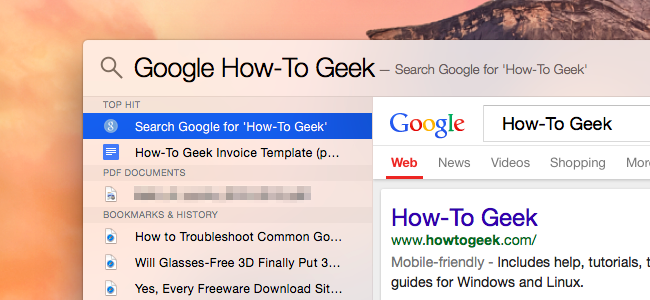 Google How-To Geek — Search Google for 'How-To Geek'
TOP HIT
Search Google for 'How-To Geek'
How-To Geek Invoice Template (p...
PDF DOCUMENTS
BOOKMARKS & HISTORY
How to Troubleshoot Common Go...
Will Glasses-Free 3D Finally Put 3...
Yes, Every Freeware Download Sit...
Google How-To Geek
Web News Videos Shopping More
How-To Geek
www.howtogeek.com/
Mobile-friendly - Includes help, tutorials, t
guides for Windows and Linux.